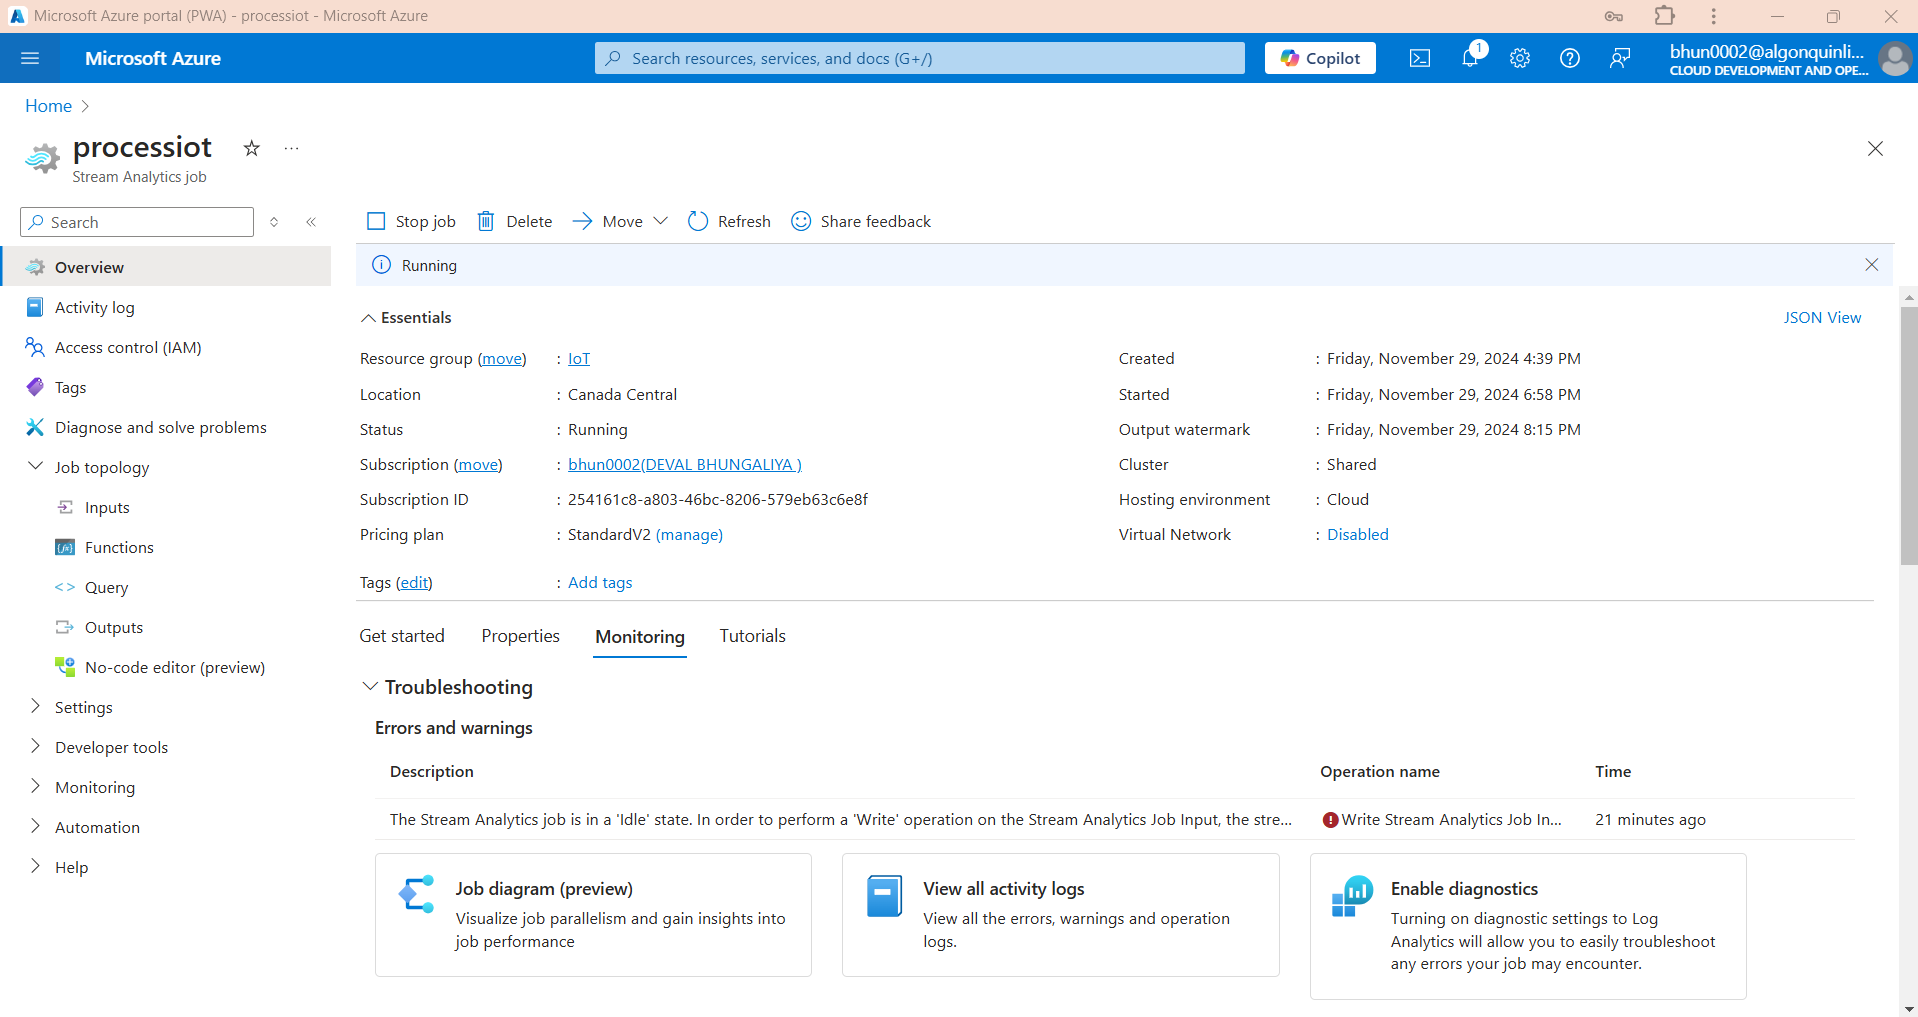 Microsoft Azure portal (PWA) - processiot - Microsoft Azure
Microsoft Azure
Search resources, services, and docs (G+/)
Copilot
1
bhun0002@algonquinli...
CLOUD DEVELOPMENT AND OPE...
Home
processiot
Stream Analytics job
Search
Stop job
Delete
Move
Refresh
Share feedback
Overview
Activity log
Access control (IAM)
Tags
Diagnose and solve problems
Job topology
Inputs
Functions
Query
Outputs
No-code editor (preview)
Settings
Developer tools
Monitoring
Automation
Help
Running
Essentials
JSON View
Resource group (move) : IoT
Location : Canada Central
Status : Running
Subscription (move) : bhun0002(DEVAL BHUNGALIYA )
Subscription ID : 254161c8-a803-46bc-8206-579eb63c6e8f
Pricing plan : StandardV2 (manage)
Created : Friday, November 29, 2024 4:39 PM
Started : Friday, November 29, 2024 6:58 PM
Output watermark : Friday, November 29, 2024 8:15 PM
Cluster : Shared
Hosting environment : Cloud
Virtual Network : Disabled
Tags (edit) : Add tags
Get started
Properties
Monitoring
Tutorials
Troubleshooting
Errors and warnings
Description Operation name Time
The Stream Analytics job is in a 'Idle' state. In order to perform a 'Write' operation on the Stream Analytics Job Input, the stre... Write Stream Analytics Job In... 21 minutes ago
Job diagram (preview)
Visualize job parallelism and gain insights into
job performance
View all activity logs
View all the errors, warnings and operation
logs.
Enable diagnostics
Turning on diagnostic settings to Log
Analytics will allow you to easily troubleshoot
any errors your job may encounter.